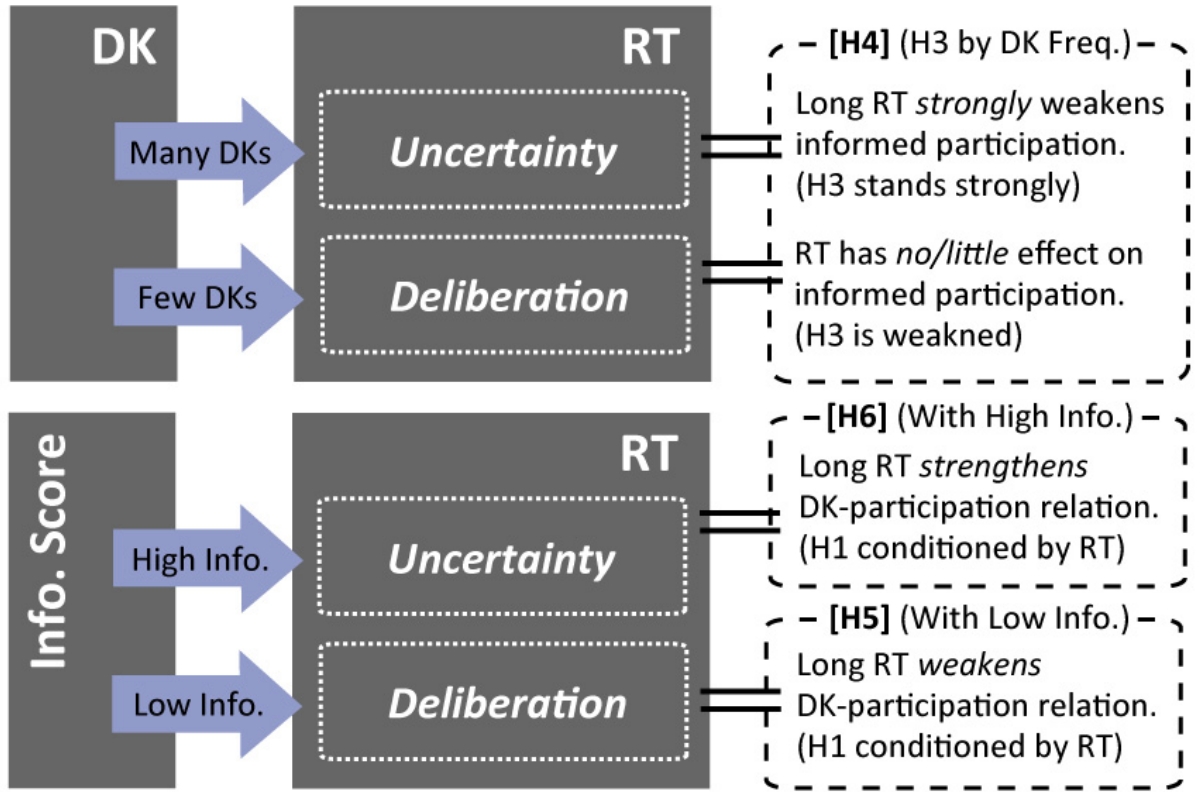 DK
RT
Many DKs
Uncertainty
Few DKs
Deliberation
[H4] (H3 by DK Freq.)
Long RT strongly weakens
informed participation.
(H3 stands strongly)
RT has no/little effect on
informed participation.
(H3 is weakned)
Info. Score
RT
High Info.
Uncertainty
Low Info.
Deliberation
[H6] (With High Info.)
Long RT strengthens
DK-participation relation.
(H1 conditioned by RT)
[H5] (With Low Info.)
Long RT weakens
DK-participation relation.
(H1 conditioned by RT)